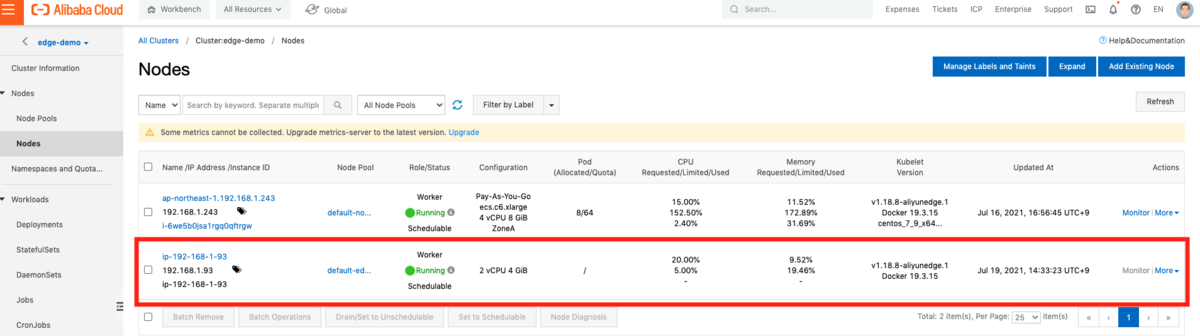 Alibaba Cloud Workbench All Resources Global Search... Expenses Tickets ICP Enterprise Support EN
edge-demo All Clusters / Cluster:edge-demo / Nodes Help&Documentation
Cluster Information
Nodes
Node Pools
Nodes
Namespaces and Quota...
Workloads
Deployments
StatefulSets
DaemonSets
Jobs
CronJobs
Nodes
Manage Labels and Taints Expand Add Existing Node
Name Search by keyword. Separate multiple All Node Pools Filter by Label Refresh
Some metrics cannot be collected. Upgrade metrics-server to the latest version. Upgrade
Name /IP Address /Instance ID Node Pool Role/Status Configuration Pod (Allocated/Quota) CPU Requested/Limited/Used Memory Requested/Limited/Used Kubelet Version Updated At Actions
ap-northeast-1.192.168.1.243
192.168.1.243
i-6we5b0jsa1rgq0qftrgw
default-no...
Worker
Running
Schedulable
Pay-As-You-Go
ecs.c6.xlarge
4 vCPU 8 GiB
ZoneA
8/64
15.00%
152.50%
2.40%
11.52%
172.89%
31.69%
v1.18.8-aliyunedge.1
Docker 19.3.15
centos_7_9_x64...
Jul 16, 2021, 16:56:45 UTC+9
Monitor | More
ip-192-168-1-93
192.168.1.93
ip-192-168-1-93
default-ed...
Worker
Running
Schedulable
2 vCPU 4 GiB
/
20.00%
5.00%
-
9.52%
19.46%
-
v1.18.8-aliyunedge.1
Docker 19.3.15
Jul 19, 2021, 14:33:23 UTC+9
Monitor | More
Batch Remove Batch Operations Drain/Set to Unschedulable Set to Schedulable Node Diagnosis Total: 2 item(s), Per Page: 25 item(s) « ‹ 1 › »